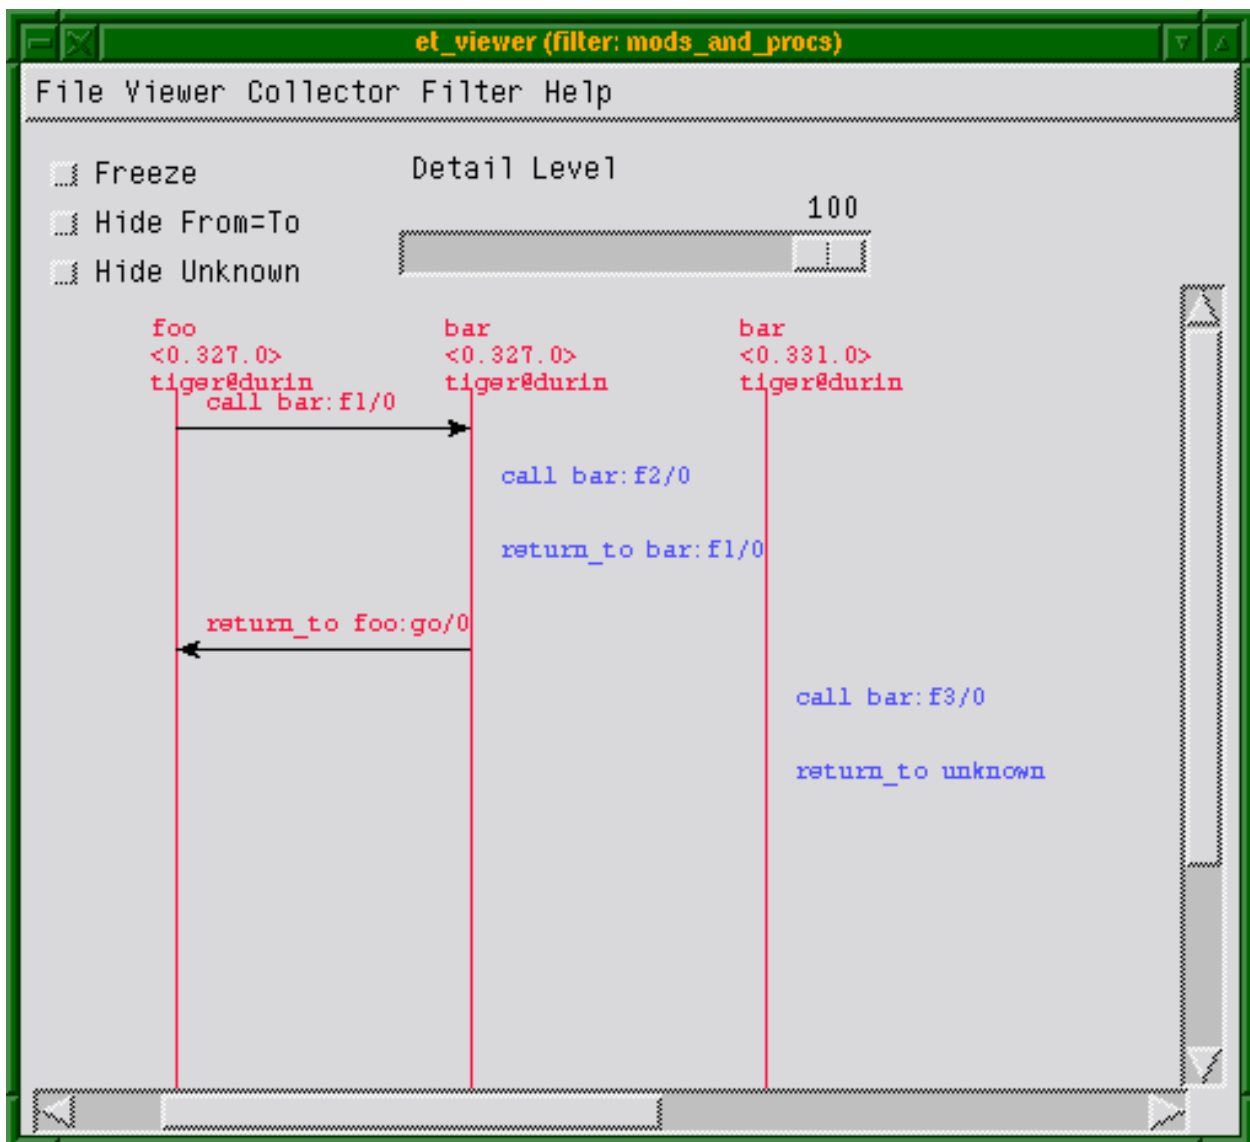 et_viewer (filter: mods_and_procs)
File Viewer Collector Filter Help
Freeze
Detail Level
Hide From=To
100
Hide Unknown
foo bar bar
<0.327.0> <0.327.0> <0.331.0>
tiger@durin tiger@durin tiger@durin
call bar:f1/0
call bar:f2/0
return_to bar:f1/0
return_to foo:go/0
call bar:f3/0
return_to unknown